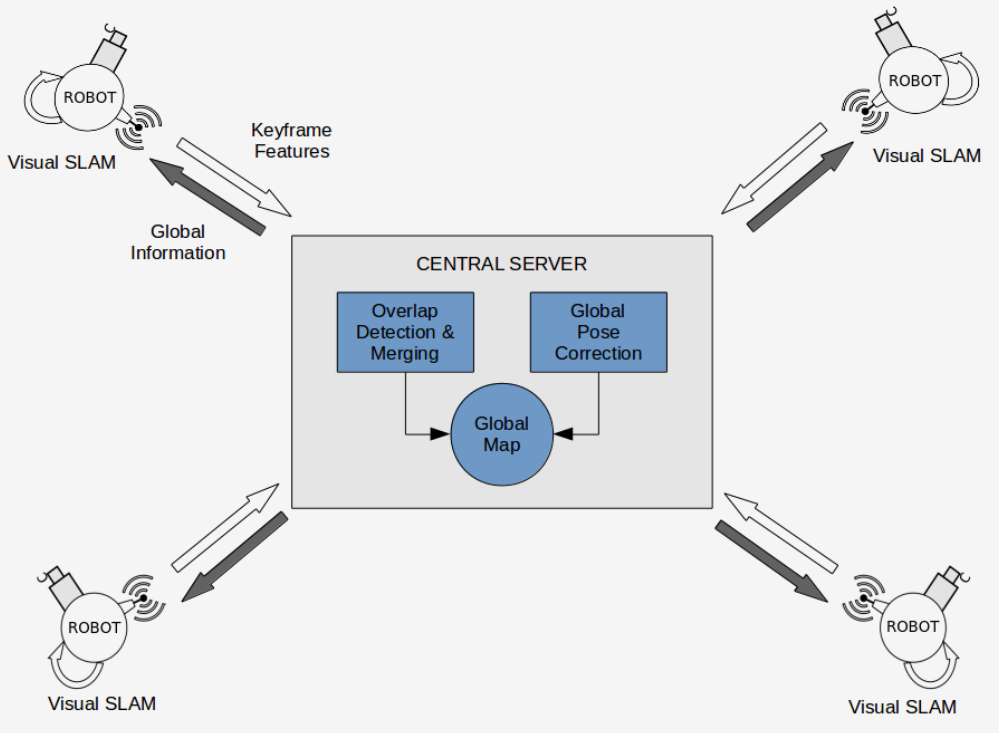 ROBOT
Visual SLAM
Keyframe
Features
Global
Information
ROBOT
Visual SLAM
CENTRAL SERVER
Overlap
Detection &
Merging
Global
Pose
Correction
Global
Map
ROBOT
Visual SLAM
ROBOT
Visual SLAM